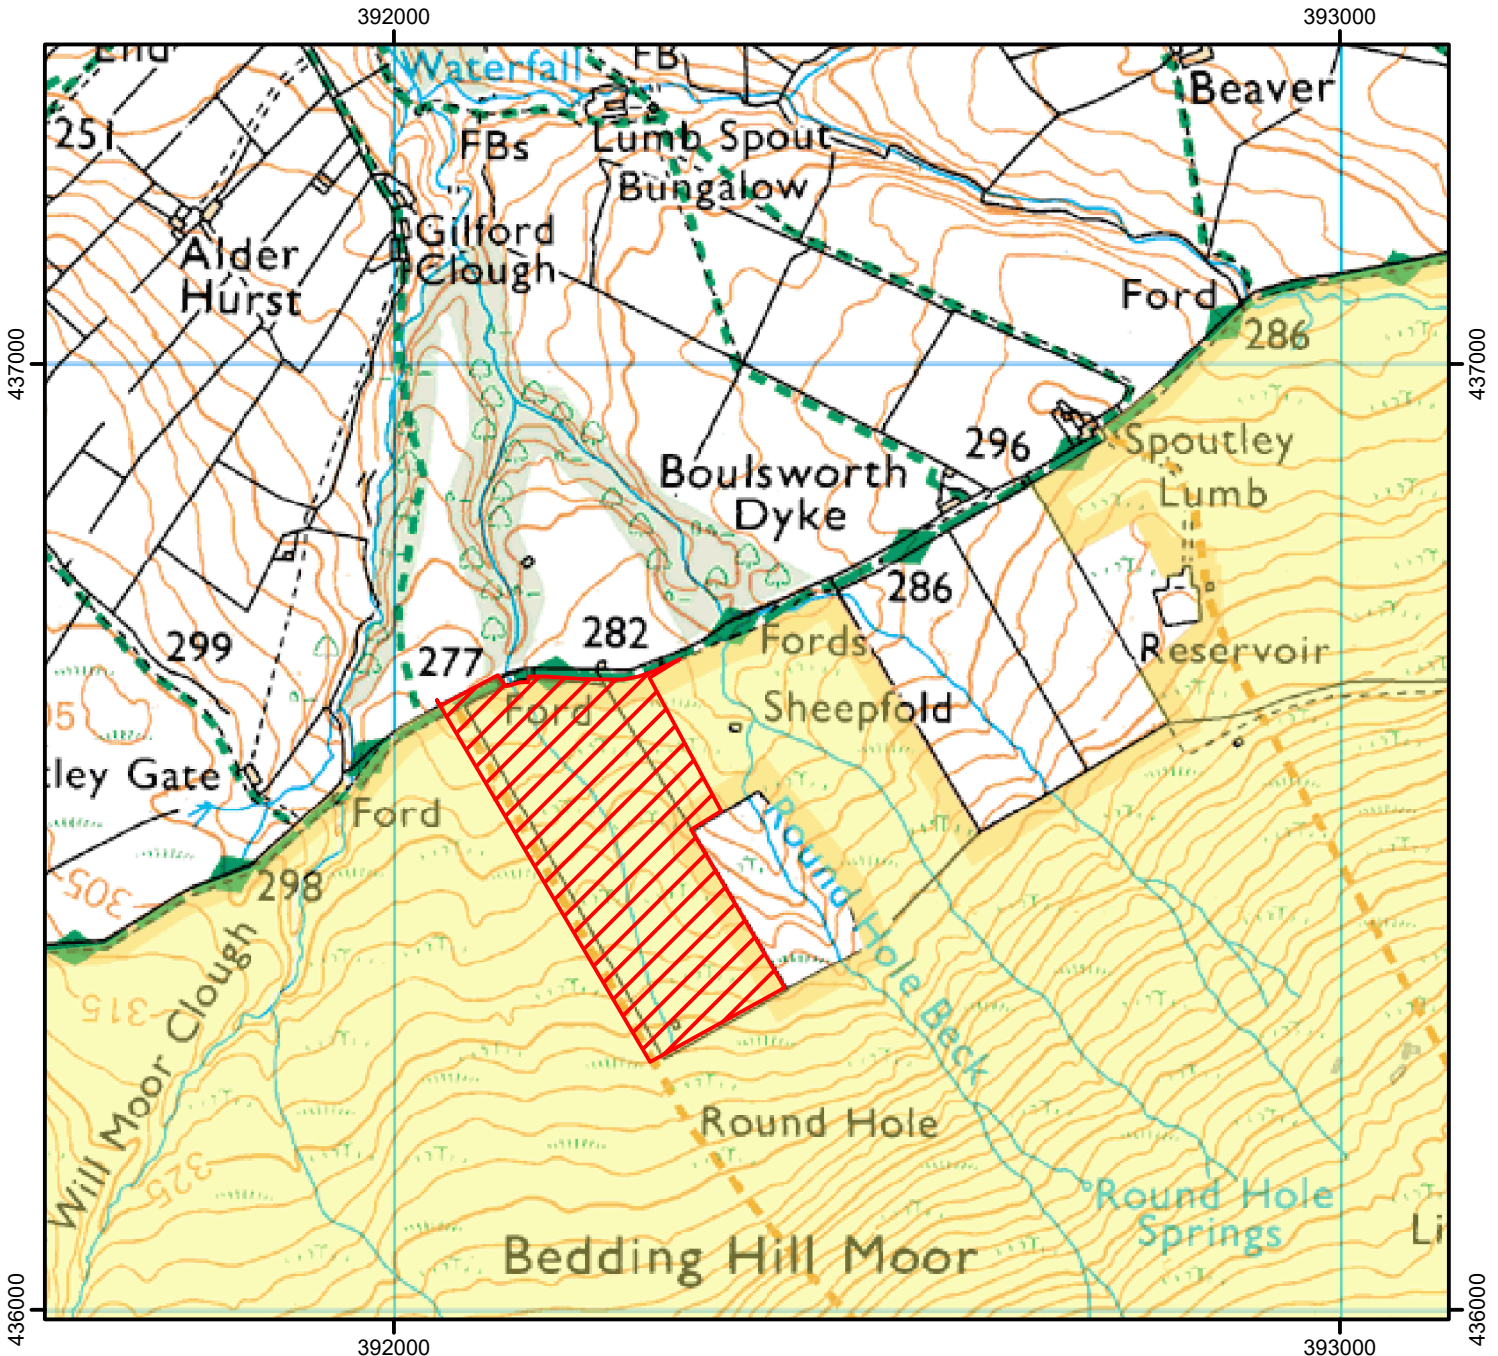 392000
393000
End
Waterfall
FB
Beaver
251
FBs
Lumb Spout
Bungalow
Gilford
Clough
Alder
Hurst
Ford
286
437000
437000
296
Spoutley
Lumb
Boulsworth
Dyke
286
299
282
277
Fords
Reservoir
Ford
Sheepfold
tley Gate
Ford
298
305
315
325
Will Moor Clough
Round Hole Beck
Round Hole
Round Hole
Springs
Li
Bedding Hill Moor
436000
436000
392000
393000